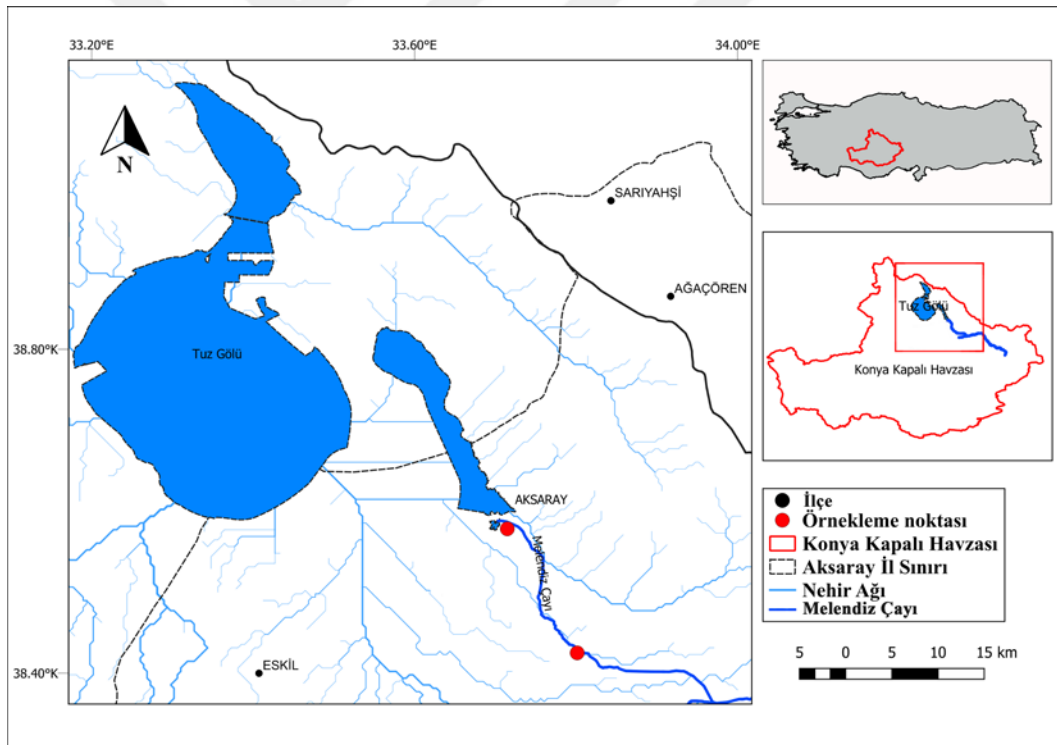 33.20°E
33.60°E
34.00°E
N
SARIYAHŞİ
AĞAÇÖREN
38.80°K
Tuz Gölü
AKSARAY
Melendiz Çayı
38.40°K
ESKİL
Tuz Gölü
Konya Kapalı Havzası
İlçe
Örnekleme noktası
Konya Kapalı Havzası
Aksaray İl Sınırı
Nehir Ağı
Melendiz Çayı
5 0 5 10 15 km